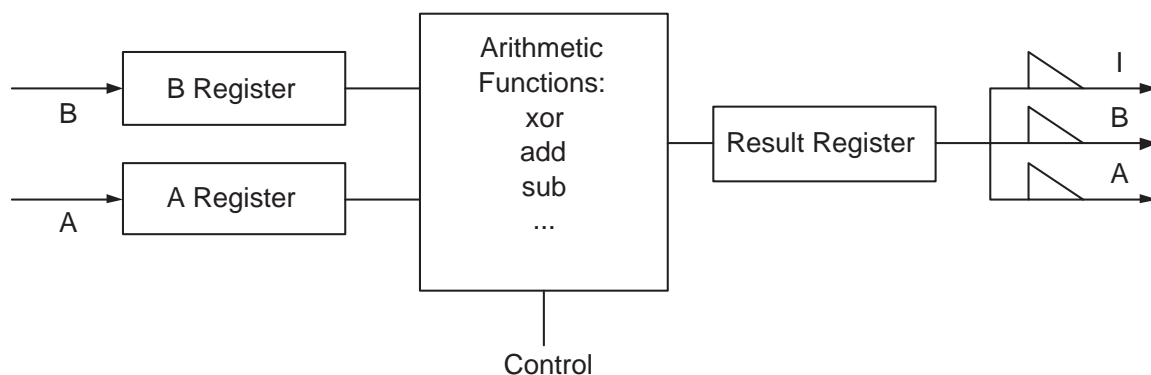 B
B Register
A
A Register
Arithmetic
Functions:
xor
add
sub
...
Control
Result Register
I
B
A